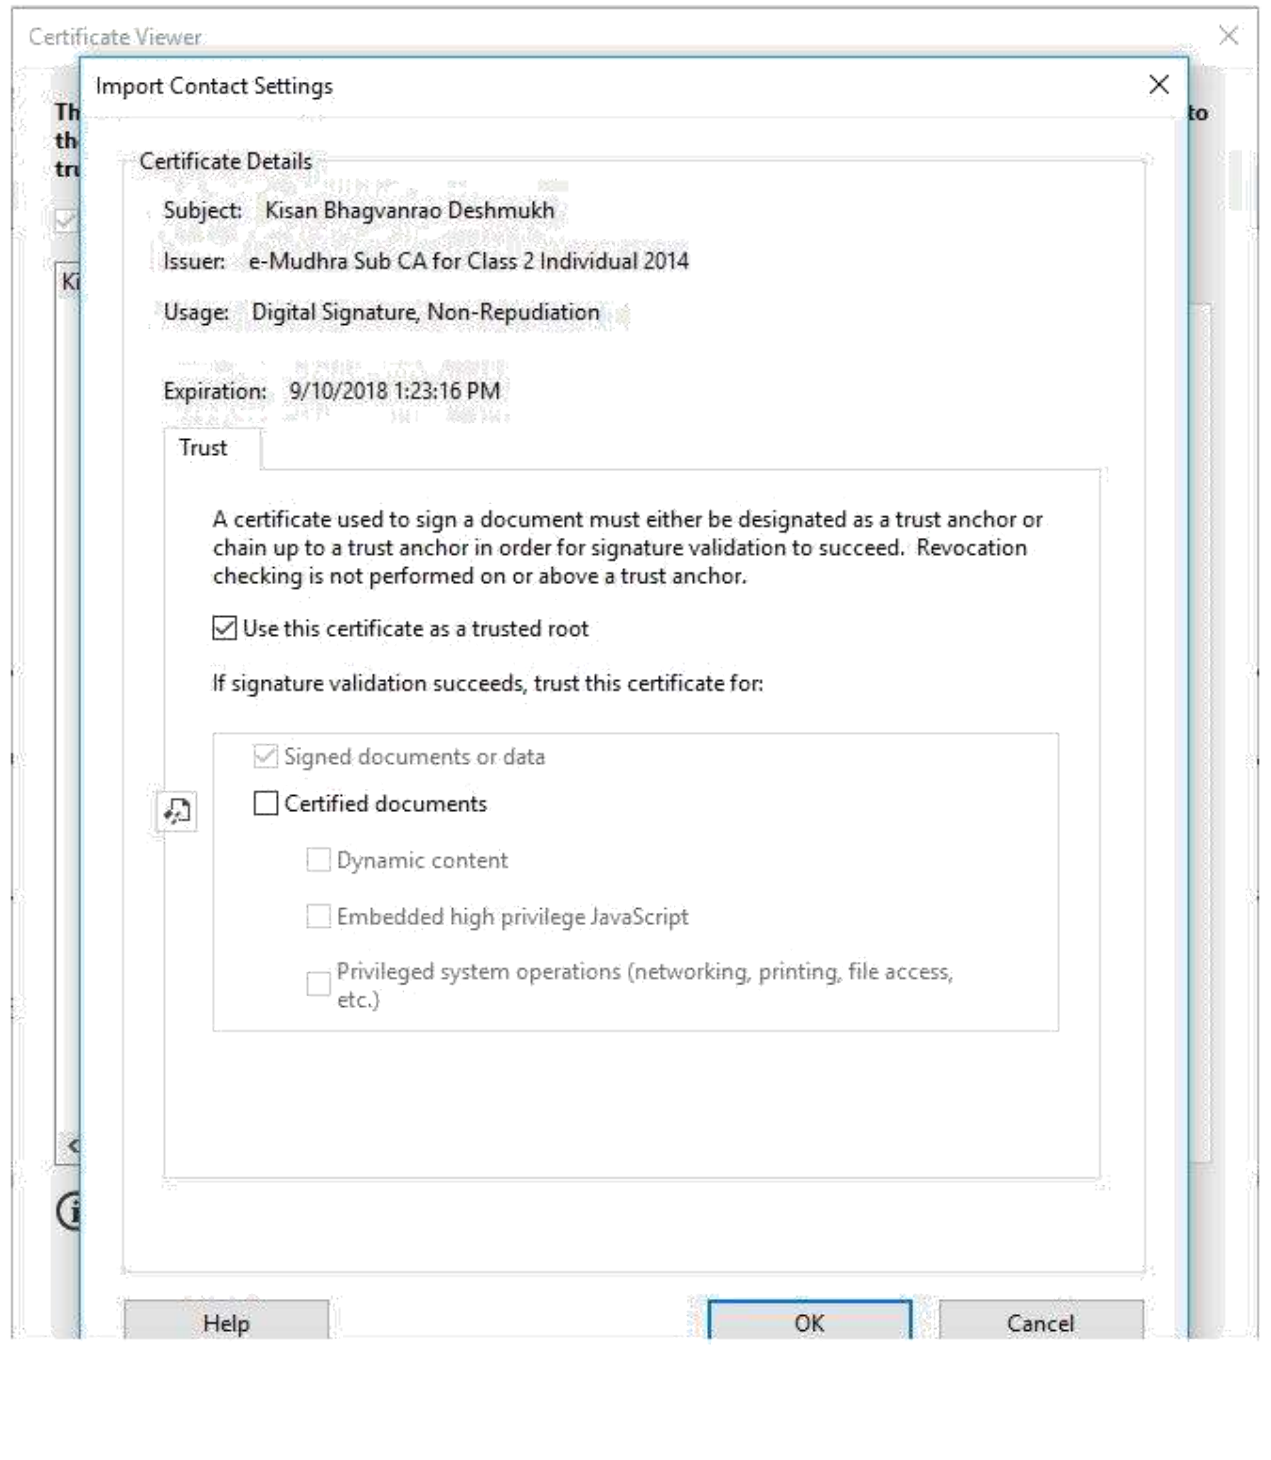 Certificate Viewer
Import Contact Settings
Th
to
th
tru
Certificate Details
Subject: Kisan Bhagvanrao Deshmukh
Issuer: e-Mudhra Sub CA for Class 2 Individual 2014
Ki
Usage: Digital Signature, Non-Repudiation
Expiration: 9/10/2018 1:23:16 PM
Trust
A certificate used to sign a document must either be designated as a trust anchor or
chain up to a trust anchor in order for signature validation to succeed. Revocation
checking is not performed on or above a trust anchor.
Use this certificate as a trusted root
If signature validation succeeds, trust this certificate for:
Signed documents or data
Certified documents
Dynamic content
Embedded high privilege JavaScript
Privileged system operations (networking, printing, file access,
etc.)
Help
OK
Cancel